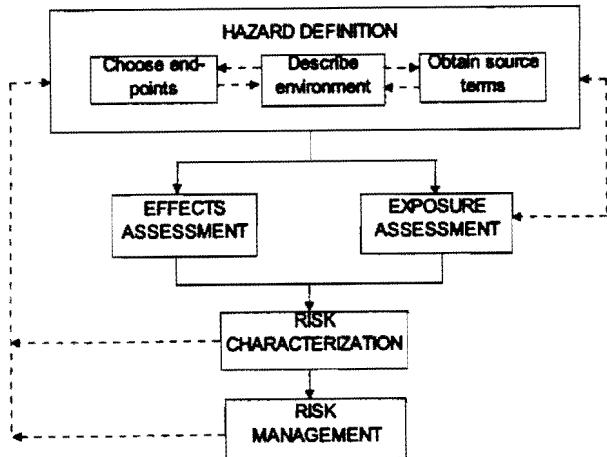 HAZARD DEFINITION
Choose end-
points
Describe
environment
Obtain source
terms
EFFECTS
ASSESSMENT
EXPOSURE
ASSESSMENT
RISK
CHARACTERIZATION
RISK
MANAGEMENT